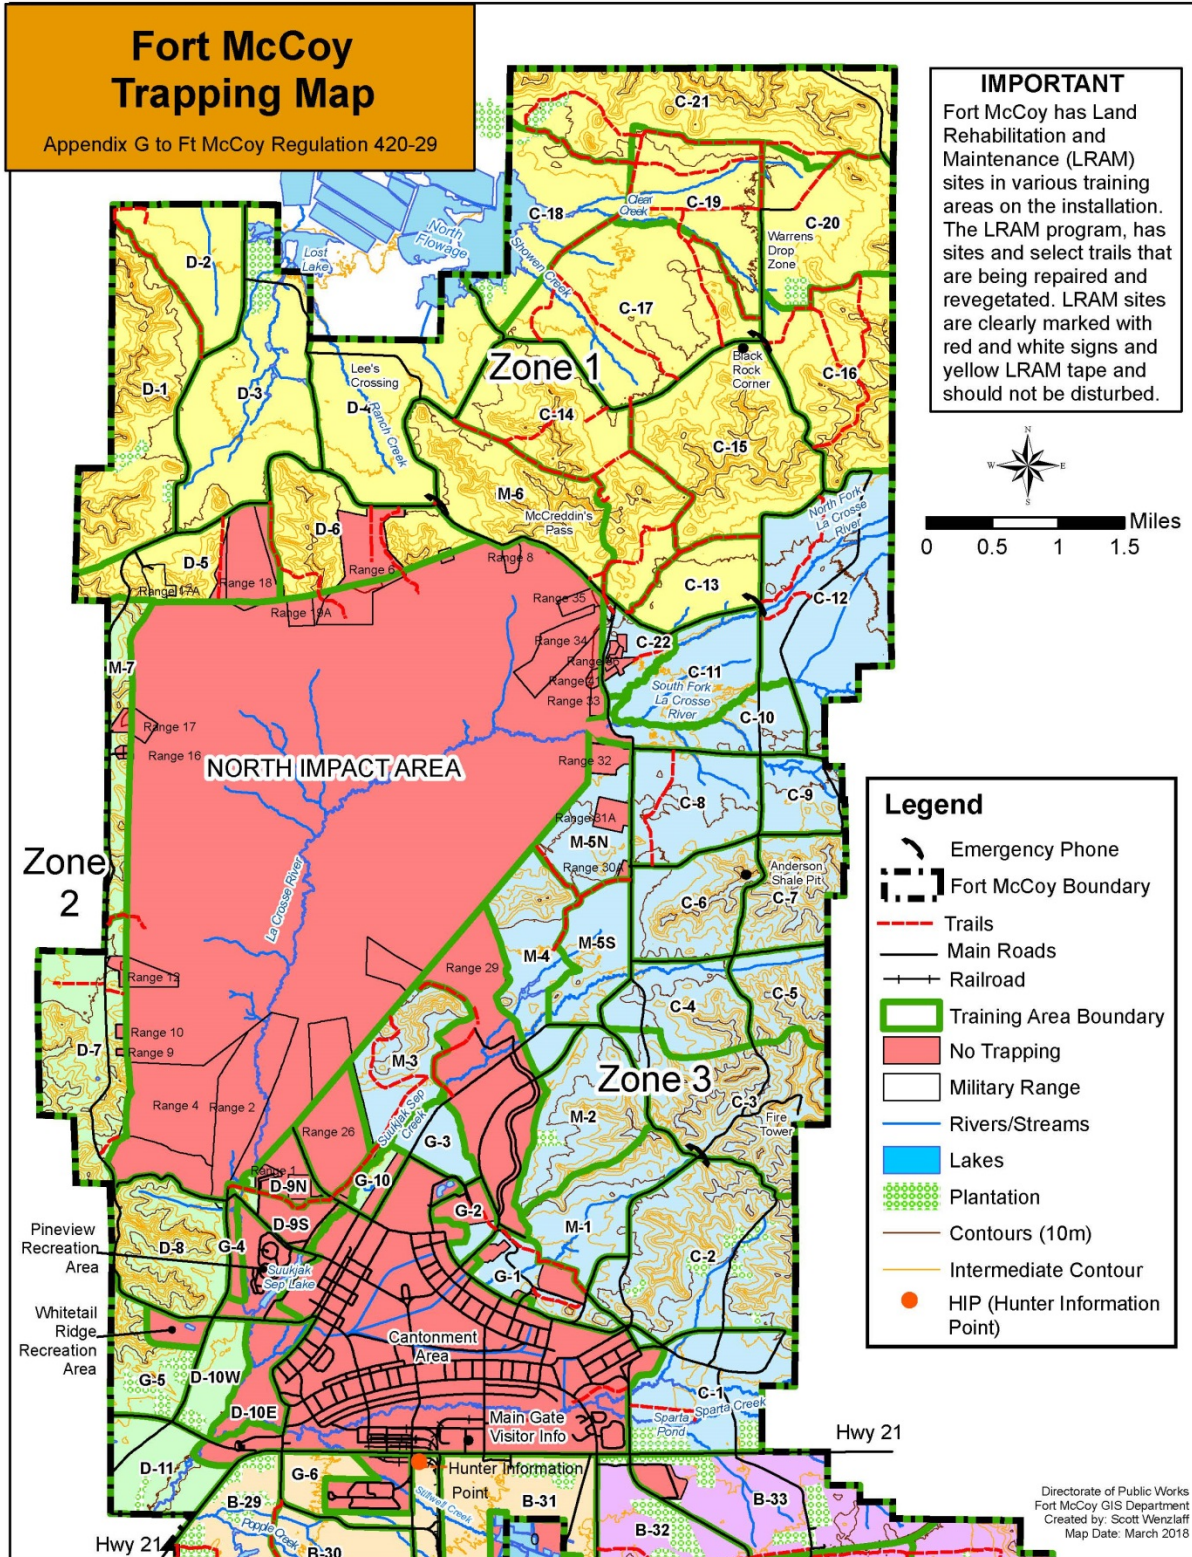 Fort McCoy
Trapping Map
Appendix G to Ft McCoy Regulation 420-29
IMPORTANT
Fort McCoy has Land
Rehabilitation and
Maintenance (LRAM)
sites in various training
areas on the installation.
The LRAM program, has
sites and select trails that
are being repaired and
revegetated. LRAM sites
are clearly marked with
red and white signs and
yellow LRAM tape and
should not be disturbed.
N
W
E
S
Miles
0 0.5 1 1.5
C-21
C-18
Clear
Creek
C-19
C-20
North
Flowage
Lost
Lake
Showen Creek
Warrens
Drop
Zone
D-2
C-17
Zone 1
Black
Rock
Corner
C-16
D-1
D-3
Lee's
Crossing
D-4
Ranch Creek
C-14
C-15
M-6
McCreddin's
Pass
North Fork
La Crosse
River
D-6
D-5
Range 17A
Range 18
Range 6
Range 8
Range 19A
C-13
C-12
Range 35
Range 34
C-22
M-7
C-11
Range 41
South Fork
La Crosse
River
Range 33
C-10
Range 17
Range 16
NORTH IMPACT AREA
Range 32
C-8
C-9
Range 31A
M-5N
Range 30A
Anderson
Shale Pit
C-7
C-6
Zone
2
La Crosse River
M-5S
M-4
Range 29
Range 12
C-4
C-5
Range 10
Range 9
D-7
M-3
Zone 3
C-3
Fire
Tower
M-2
Range 4
Range 2
Range 26
Suukjak Sep
Creek
G-3
Range 1
D-9N
G-10
G-2
M-1
C-2
D-9S
Pineview
Recreation
Area
D-8
G-4
Suukjak
Sep Lake
G-1
Whitetail
Ridge
Recreation
Area
Cantonment
Area
G-5
D-10W
D-10E
C-1
Sparta Creek
Sparta
Pond
Main Gate
Visitor Info
Hwy 21
D-11
G-6
Hunter Information
Point
B-29
Stillwell Creek
B-31
B-33
B-32
Popple Creek
B-30
Hwy 21
Legend
Emergency Phone
Fort McCoy Boundary
Trails
Main Roads
Railroad
Training Area Boundary
No Trapping
Military Range
Rivers/Streams
Lakes
Plantation
Contours (10m)
Intermediate Contour
HIP (Hunter Information
Point)
Directorate of Public Works
Fort McCoy GIS Department
Created by: Scott Wenzlaff
Map Date: March 2018